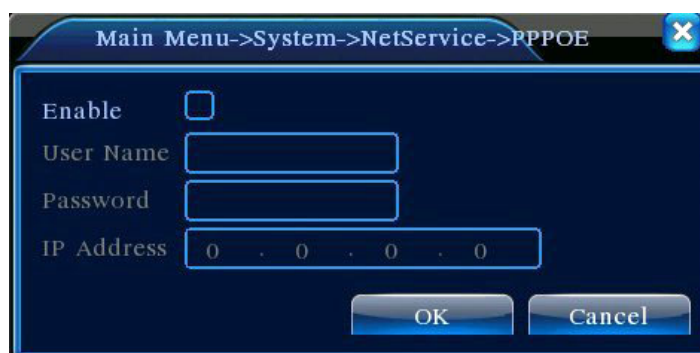 Main Menu->System->NetService->PPPOE
Enable
User Name
Password
IP Address 0 . 0 . 0 . 0
OK Cancel